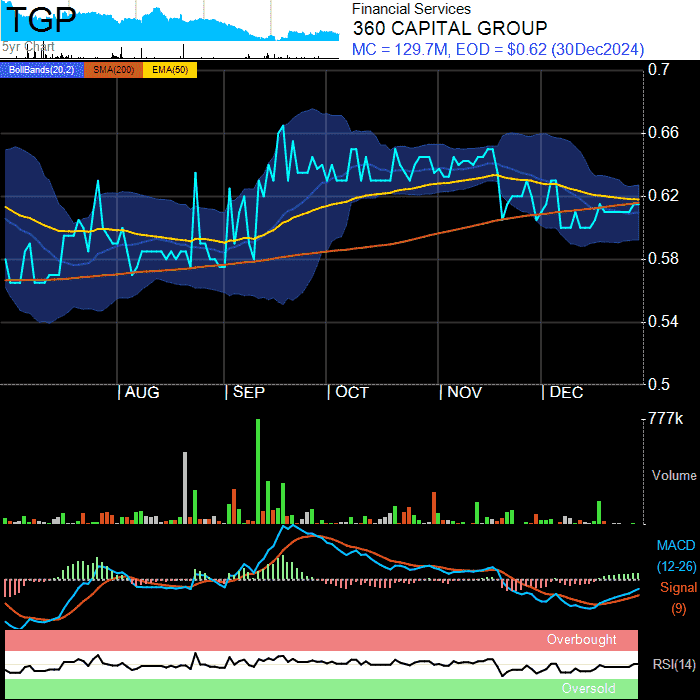 TGP
5yr Chart
Financial Services
360 CAPITAL GROUP
MC = 129.7M, EOD = $0.62 (30Dec2024)
BollBands(20,2) SMA(200) EMA(50)
0.7
0.66
0.62
0.58
0.54
0.5
AUG SEP OCT NOV DEC
777k
Volume
MACD
(12-26)
Signal
(9)
Overbought
RSI(14)
Oversold